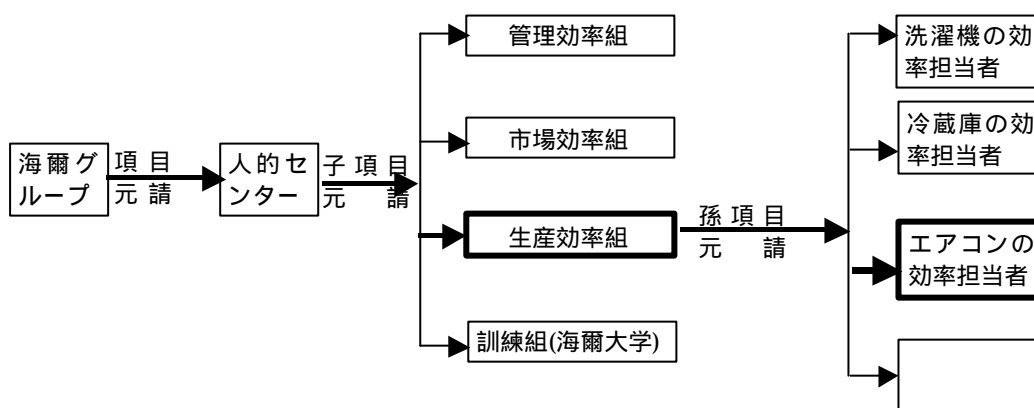 海爾グ
ループ
項目
元請
人的セ
ンター
子項目
元請
管理効率組
市場効率組
生産効率組
訓練組(海爾大学)
孫項目
元請
洗濯機の効
率担当者
冷蔵庫の効
率担当者
エアコンの
効率担当者